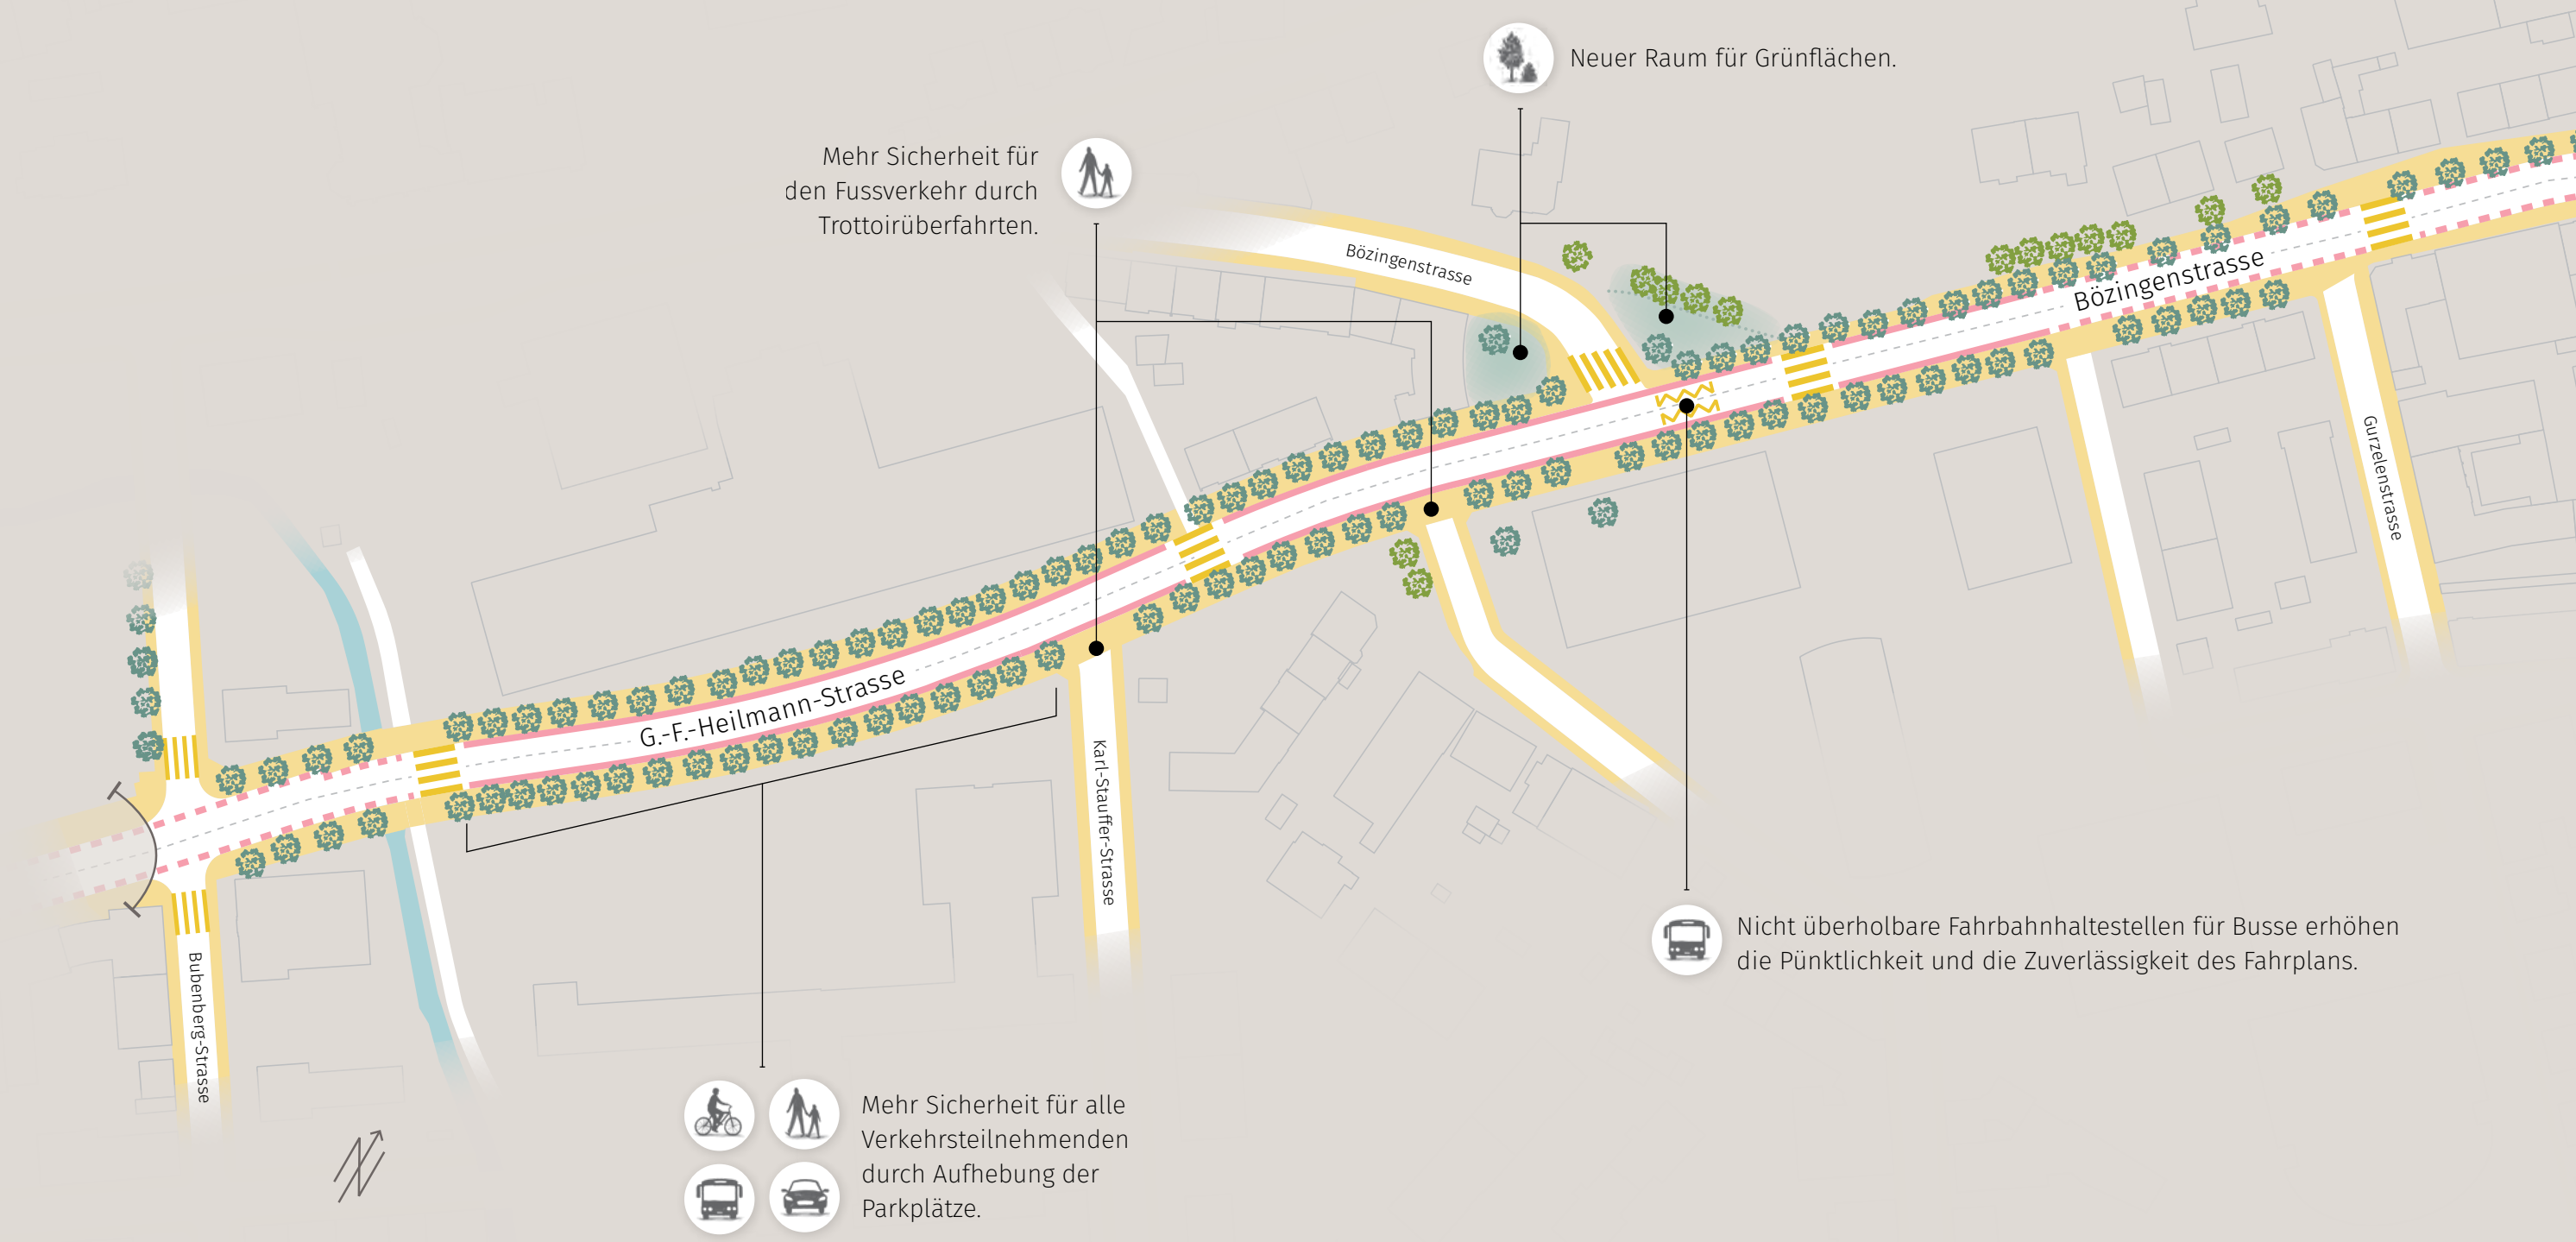 Neuer Raum für Grünflächen.
Mehr Sicherheit für
den Fussverkehr durch
Trottoirüberfahrten.
Bözingenstrasse
Bözingenstrasse
Gurzelenstrasse
G.-F.-Heilmann-Strasse
Karl-Stauffer-Strasse
Bubenberg-Strasse
Nicht überholbare Fahrbahnhaltestellen für Busse erhöhen
die Pünktlichkeit und die Zuverlässigkeit des Fahrplans.
Mehr Sicherheit für alle
Verkehrsteilnehmenden
durch Aufhebung der
Parkplätze.
N